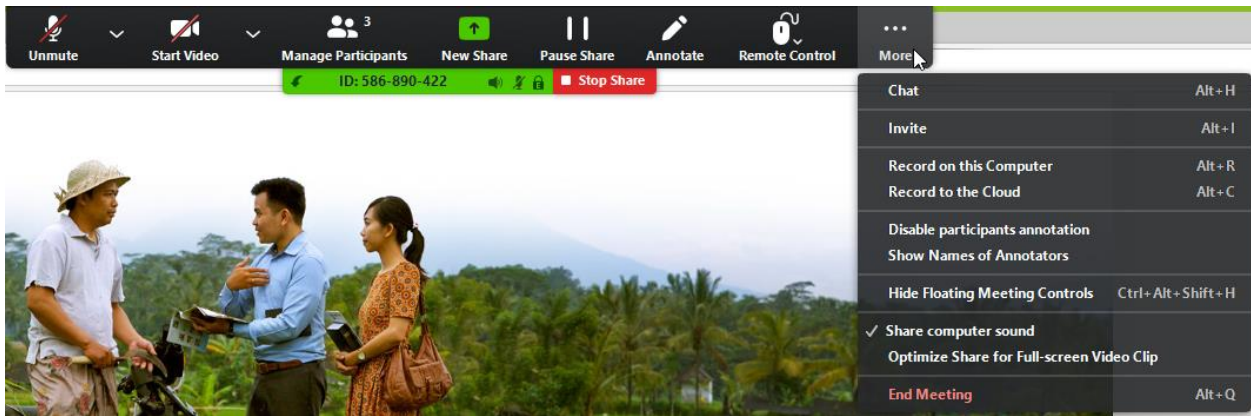 3
Unmute
Start Video
Manage Participants
New Share
Pause Share
Annotate
Remote Control
More
ID: 586-890-422
Stop Share
Chat Alt+H
Invite Alt+I
Record on this Computer Alt+R
Record to the Cloud Alt+C
Disable participants annotation
Show Names of Annotators
Hide Floating Meeting Controls Ctrl+Alt+Shift+H
Share computer sound
Optimize Share for Full-screen Video Clip
End Meeting Alt+Q